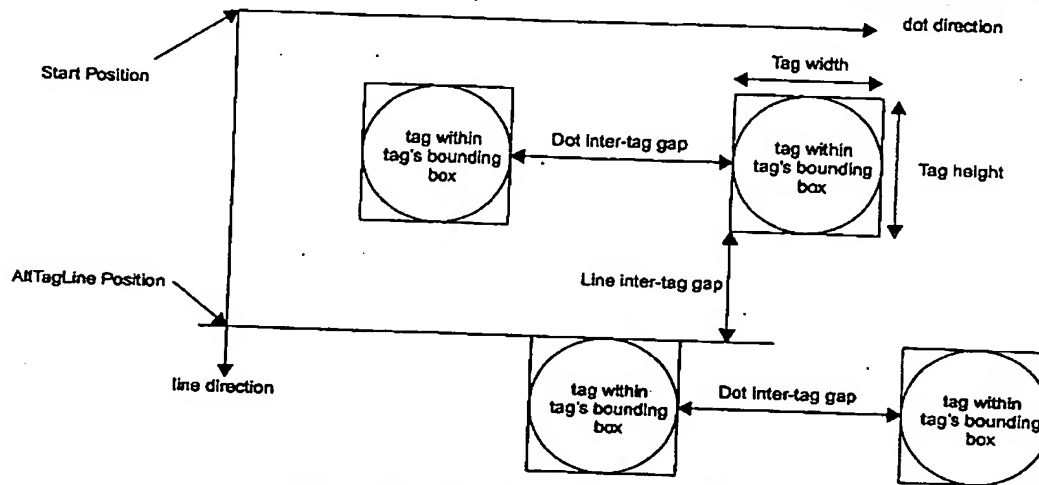 dot direction
Start Position
Tag width
tag within
tag's bounding
box
Dot inter-tag gap
tag within
tag's bounding
box
Tag height
Line inter-tag gap
AltTagLine Position
line direction
tag within
tag's bounding
box
Dot inter-tag gap
tag within
tag's bounding
box